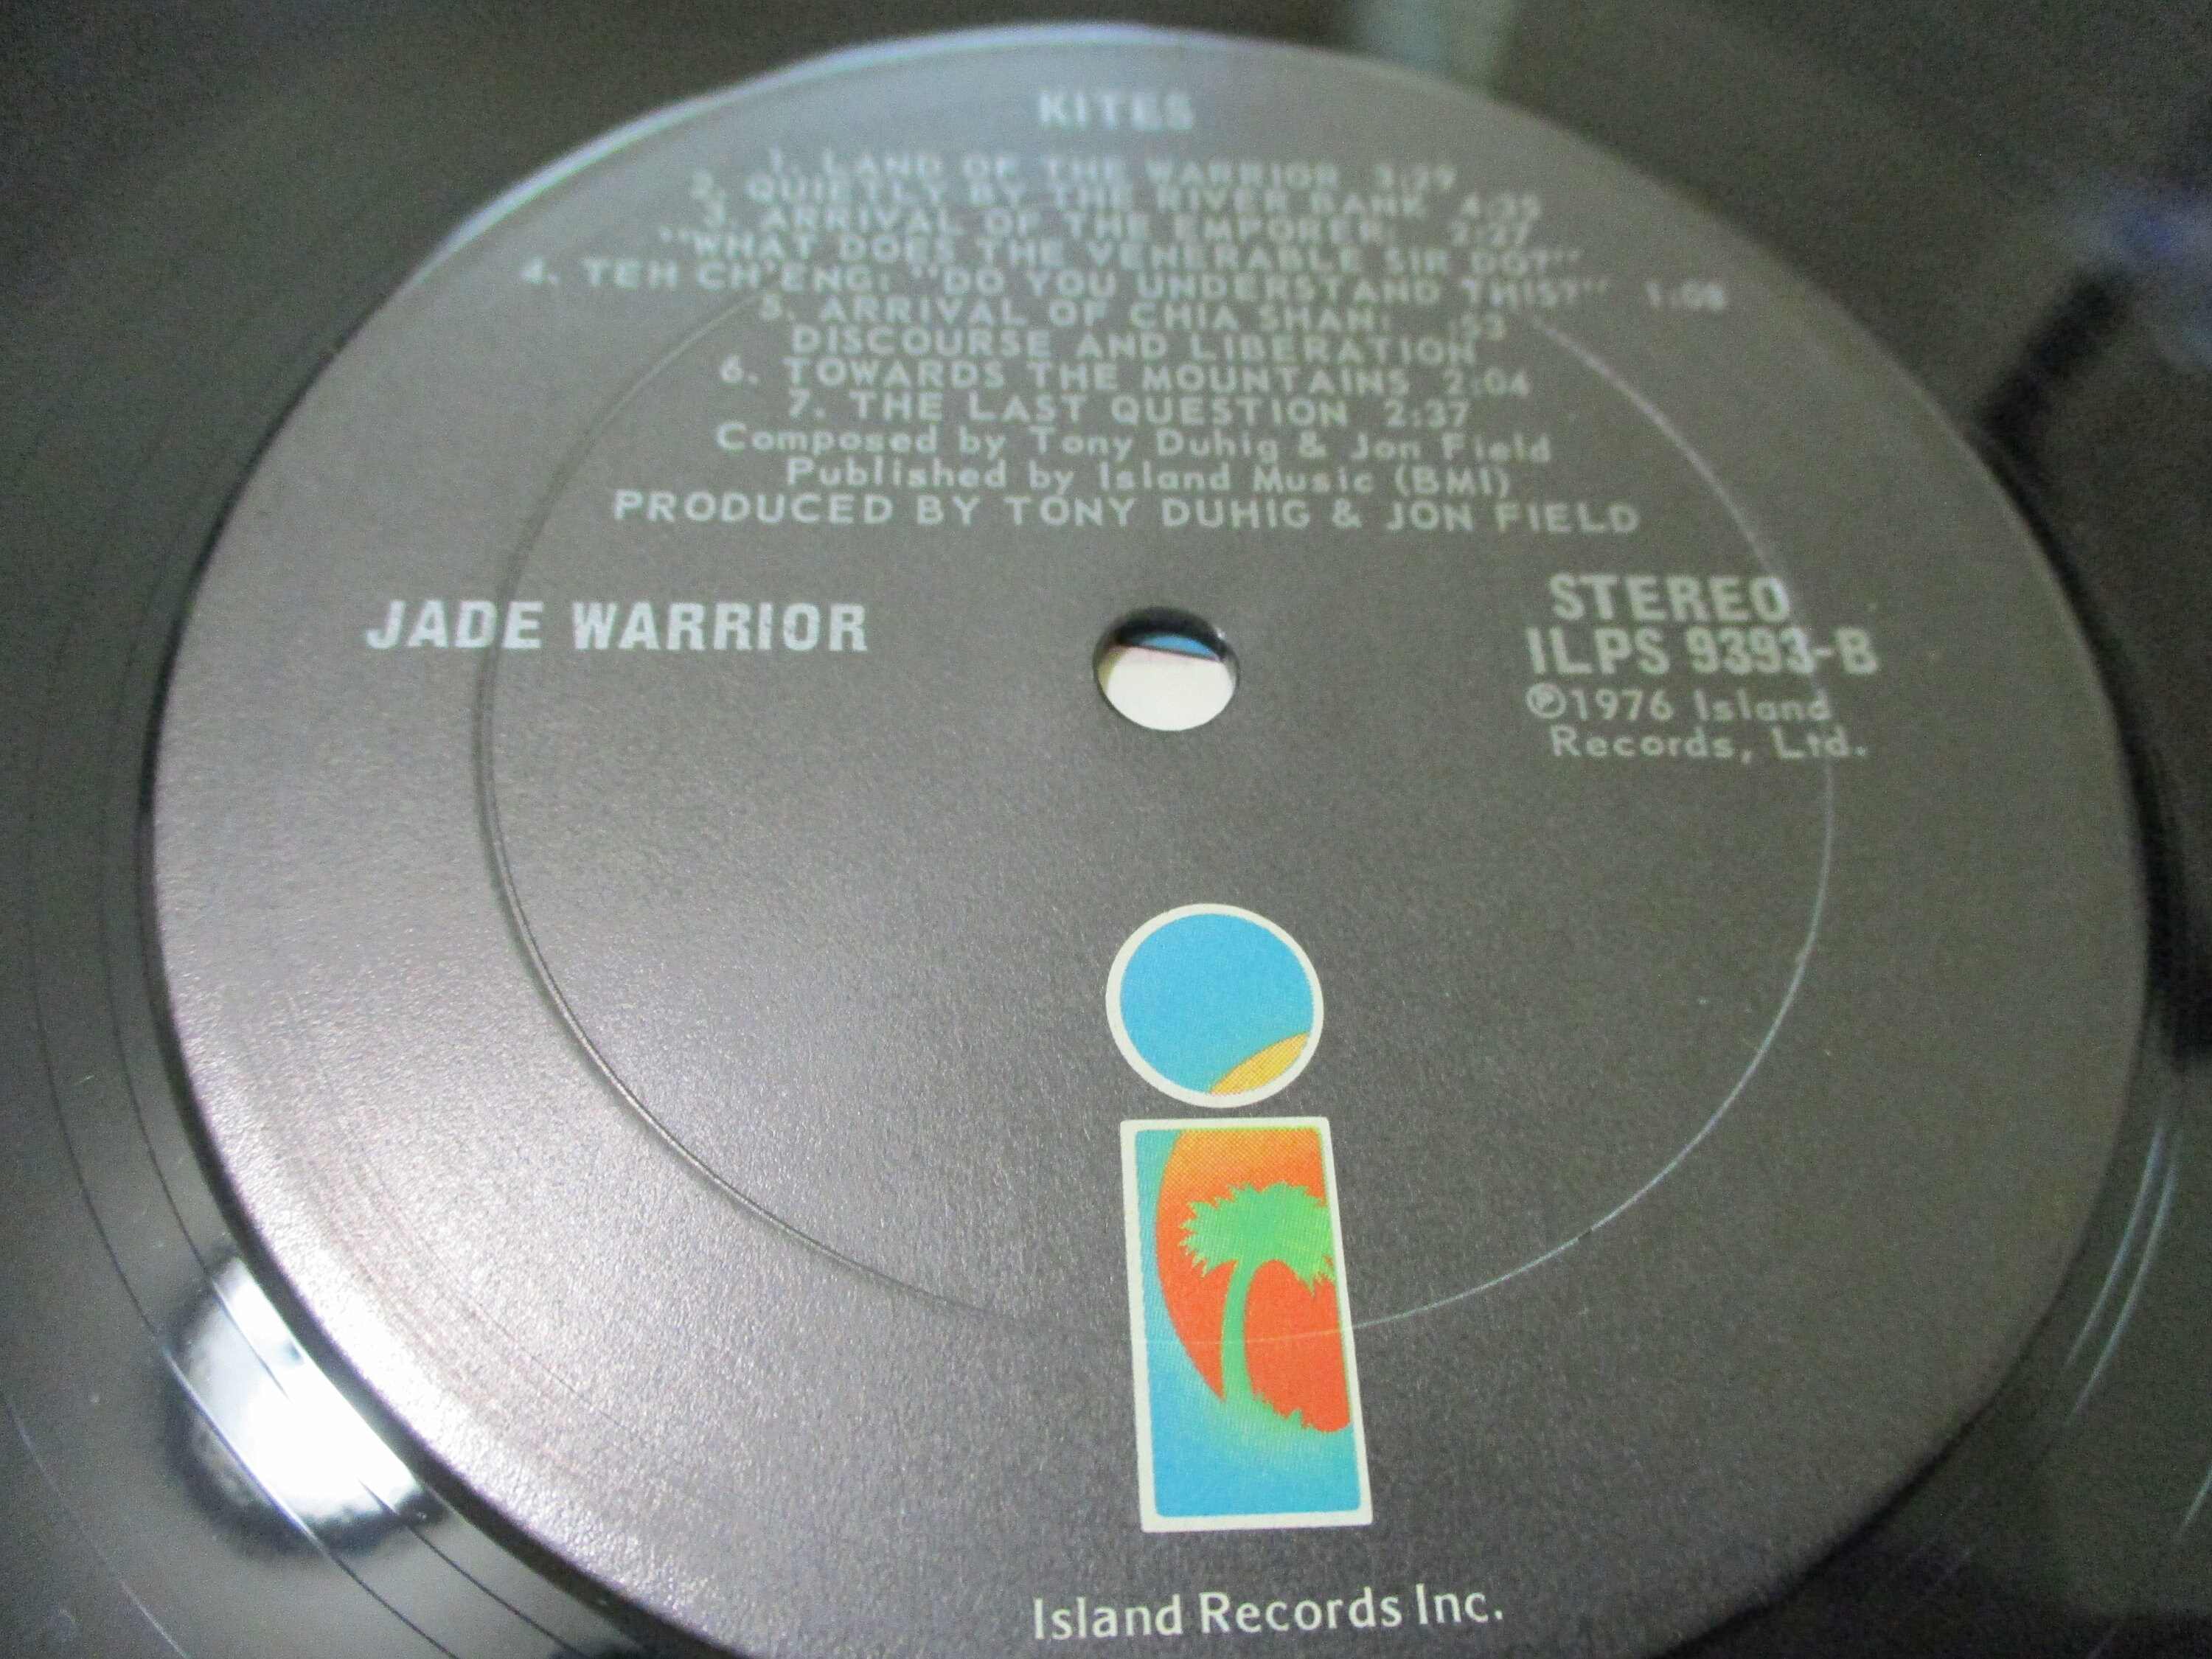 KITES
1. LAND OF THE WARRIOR 3:29
2. QUIETLY BY THE RIVER BANK 4:35
3. ARRIVAL OF THE EMPORER: 2:27
"WHAT DOES THE VENERABLE SIR DO?"
4. TEH CH'ENG: "DO YOU UNDERSTAND THIS?" 1:08
5. ARRIVAL OF CHIA SHAN: :53
DISCOURSE AND LIBERATION
6. TOWARDS THE MOUNTAINS 2:04
7. THE LAST QUESTION 2:37
Composed by Tony Duhig & Jon Field
Published by Island Music (BMI)
PRODUCED BY TONY DUHIG & JON FIELD
JADE WARRIOR
STEREO
ILPS 9393-B
℗1976 Island
Records, Ltd.
Island Records Inc.